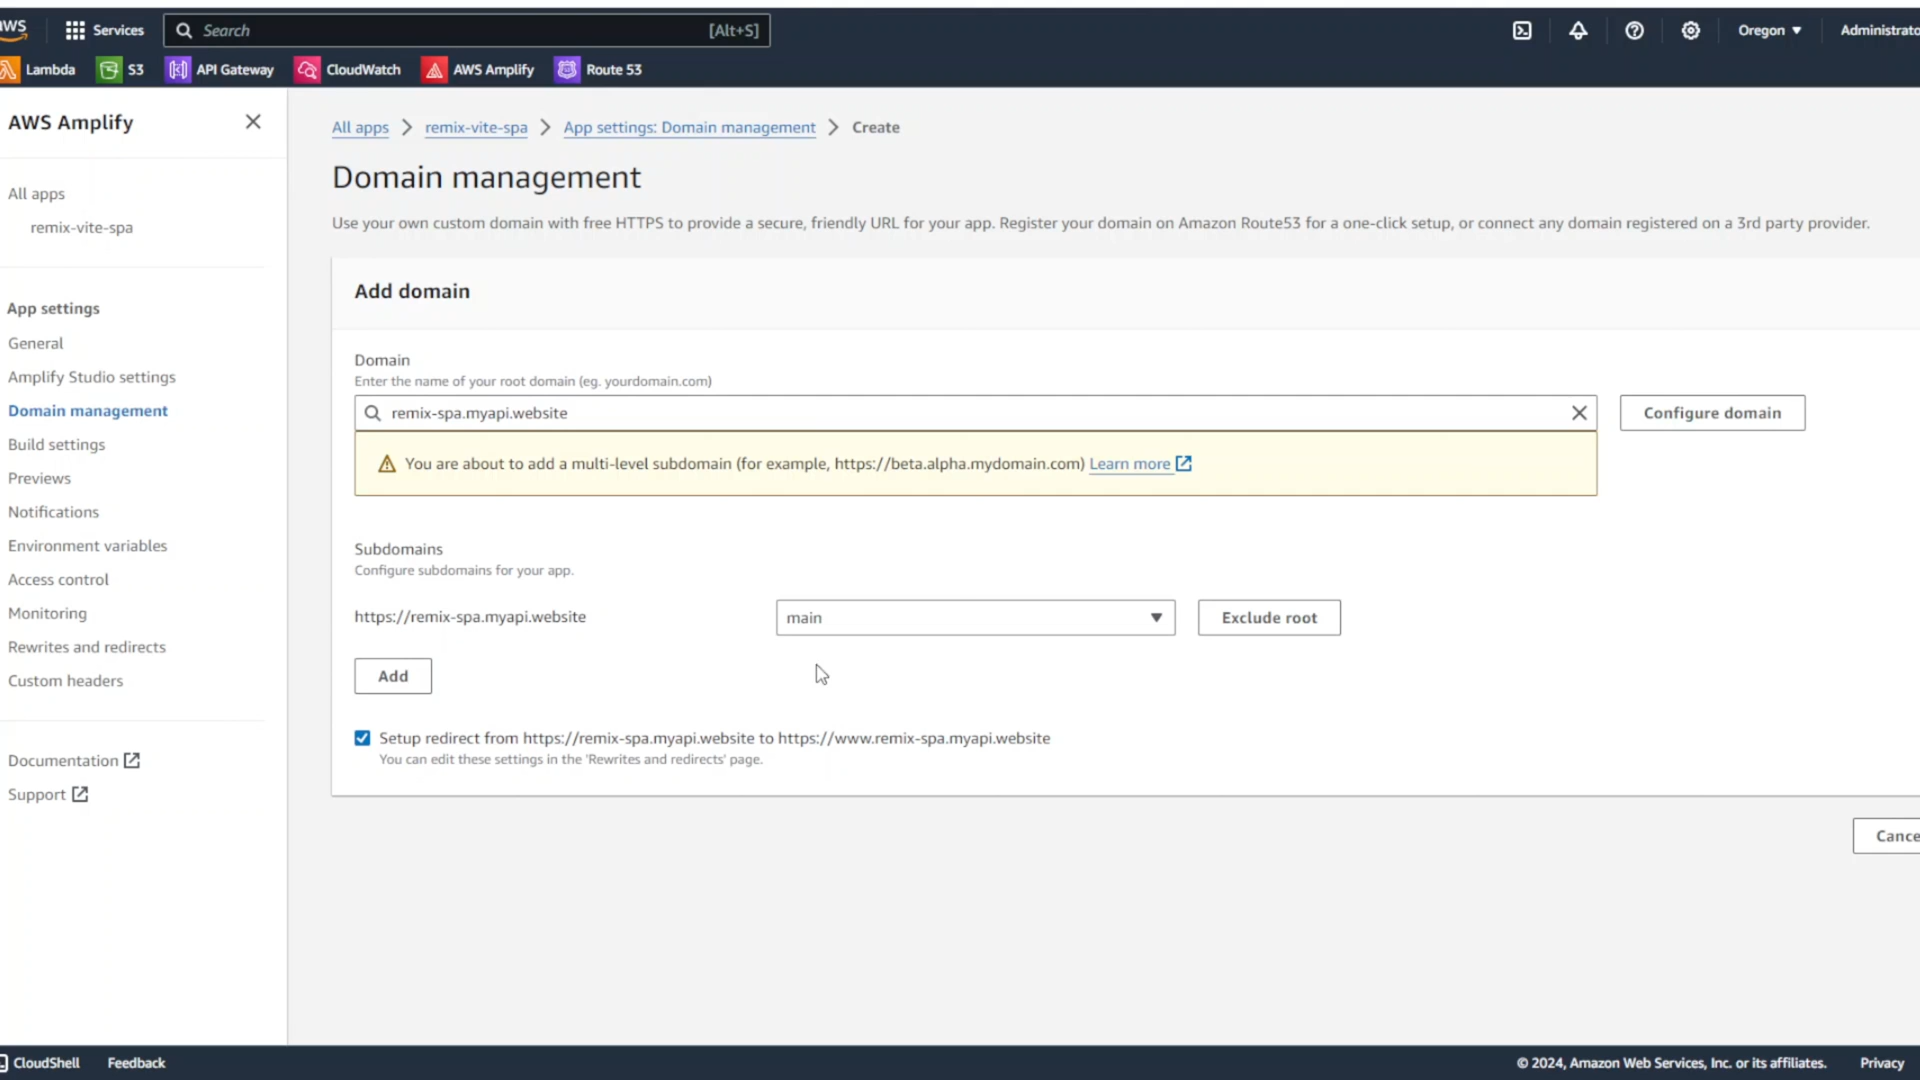 aws
Services
Search
[Alt+S]
Oregon
Administrato
Lambda
S3
API Gateway
CloudWatch
AWS Amplify
Route 53
AWS Amplify
All apps
remix-vite-spa
App settings
General
Amplify Studio settings
Domain management
Build settings
Previews
Notifications
Environment variables
Access control
Monitoring
Rewrites and redirects
Custom headers
Documentation
Support
All apps > remix-vite-spa > App settings: Domain management > Create
Domain management
Use your own custom domain with free HTTPS to provide a secure, friendly URL for your app. Register your domain on Amazon Route53 for a one-click setup, or connect any domain registered on a 3rd party provider.
Add domain
Domain
Enter the name of your root domain (eg. yourdomain.com)
remix-spa.myapi.website
Configure domain
You are about to add a multi-level subdomain (for example, https://beta.alpha.mydomain.com) Learn more
Subdomains
Configure subdomains for your app.
https://remix-spa.myapi.website
main
Exclude root
Add
Setup redirect from https://remix-spa.myapi.website to https://www.remix-spa.myapi.website
You can edit these settings in the 'Rewrites and redirects' page.
Cance
CloudShell
Feedback
© 2024, Amazon Web Services, Inc. or its affiliates.
Privacy